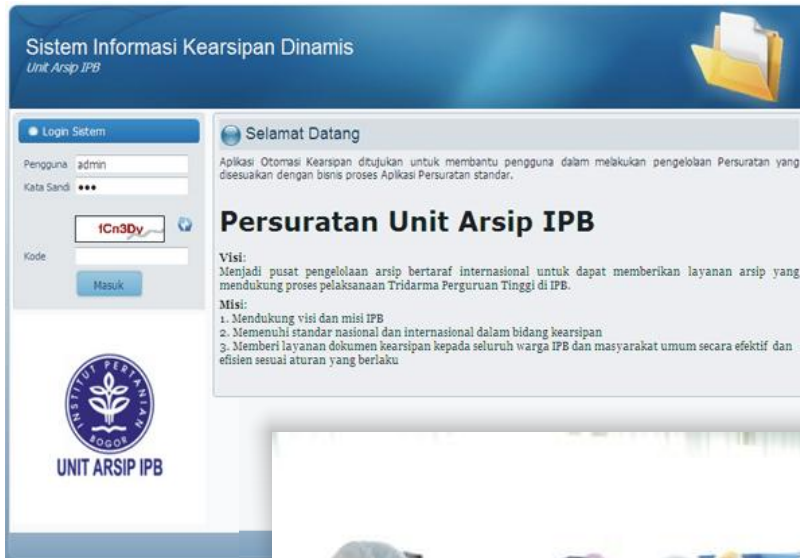 Sistem Informasi Kearsipan Dinamis
Unit Arsip IPB
Login Sistem
Pengguna admin
Kata Sandi
fCn3Dv
Kode
Masuk
INSTITUT PERTANIAN
BOGOR
UNIT ARSIP IPB
Selamat Datang
Aplikasi Otomasi Kearsipan ditujukan untuk membantu pengguna dalam melakukan pengelolaan Persuratan yang
disesuaikan dengan bisnis proses Aplikasi Persuratan standar.
Persuratan Unit Arsip IPB
Visi:
Menjadi pusat pengelolaan arsip bertaraf internasional untuk dapat memberikan layanan arsip yang
mendukung proses pelaksanaan Tridarma Perguruan Tinggi di IPB.
Misi:
1. Mendukung visi dan misi IPB
2. Memenuhi standar nasional dan internasional dalam bidang kearsipan
3. Memberi layanan dokumen kearsipan kepada seluruh warga IPB dan masyarakat umum secara efektif dan
efisien sesuai aturan yang berlaku